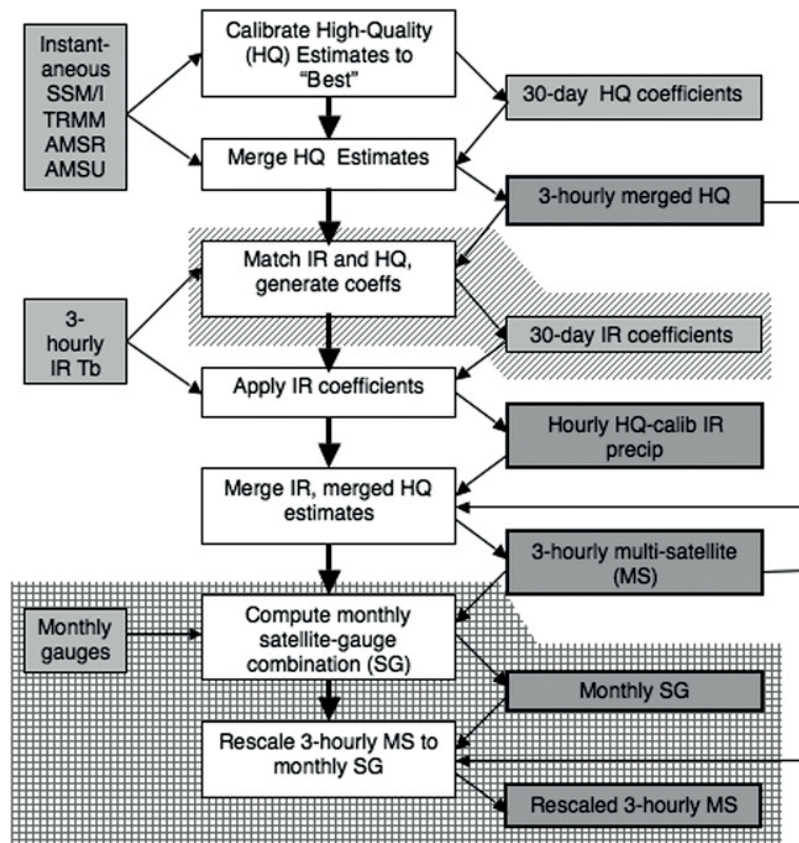 Calibrate High-Quality
(HQ) Estimates to
“Best”
Instant-
aneous
SSM/I
TRMM
AMSR
AMSU
30-day HQ coefficients
Merge HQ Estimates
3-hourly merged HQ
Match IR and HQ,
generate coeffs
3-
hourly
IR Tb
30-day IR coefficients
Apply IR coefficients
Hourly HQ-calib IR
precip
Merge IR, merged HQ
estimates
3-hourly multi-satellite
(MS)
Monthly
gauges
Compute monthly
satellite-gauge
combination (SG)
Monthly SG
Rescale 3-hourly MS to
monthly SG
Rescaled 3-hourly MS